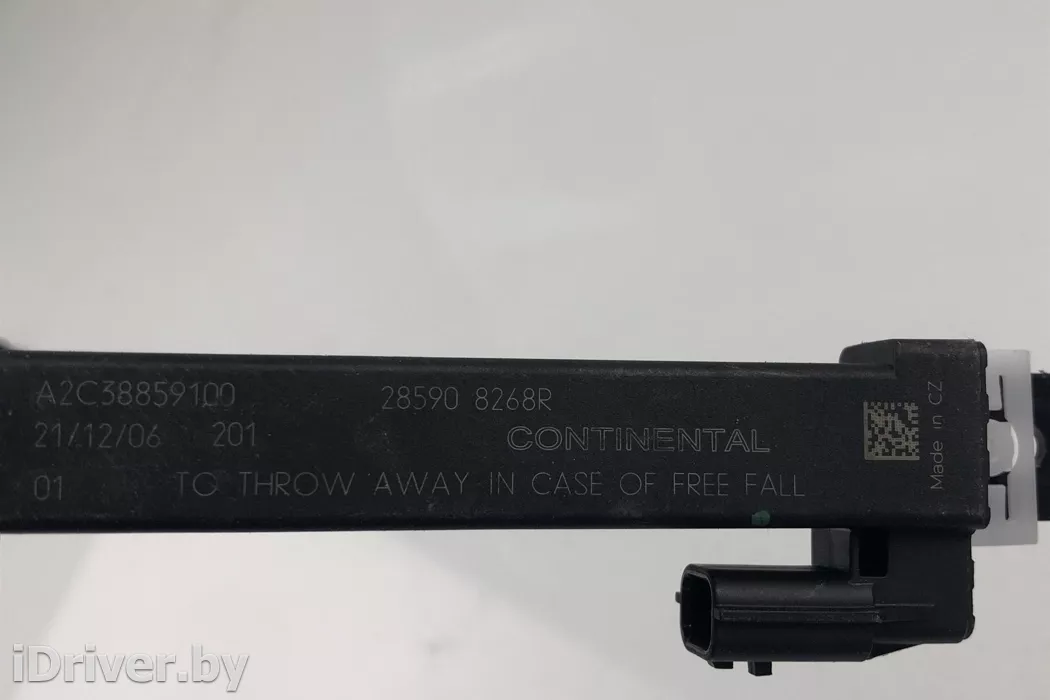 A2C38859100 28590 8268R
21/12/06 201 CONTINENTAL
01 TO THROW AWAY IN CASE OF FREE FALL
Made in CZ
iDriver.by